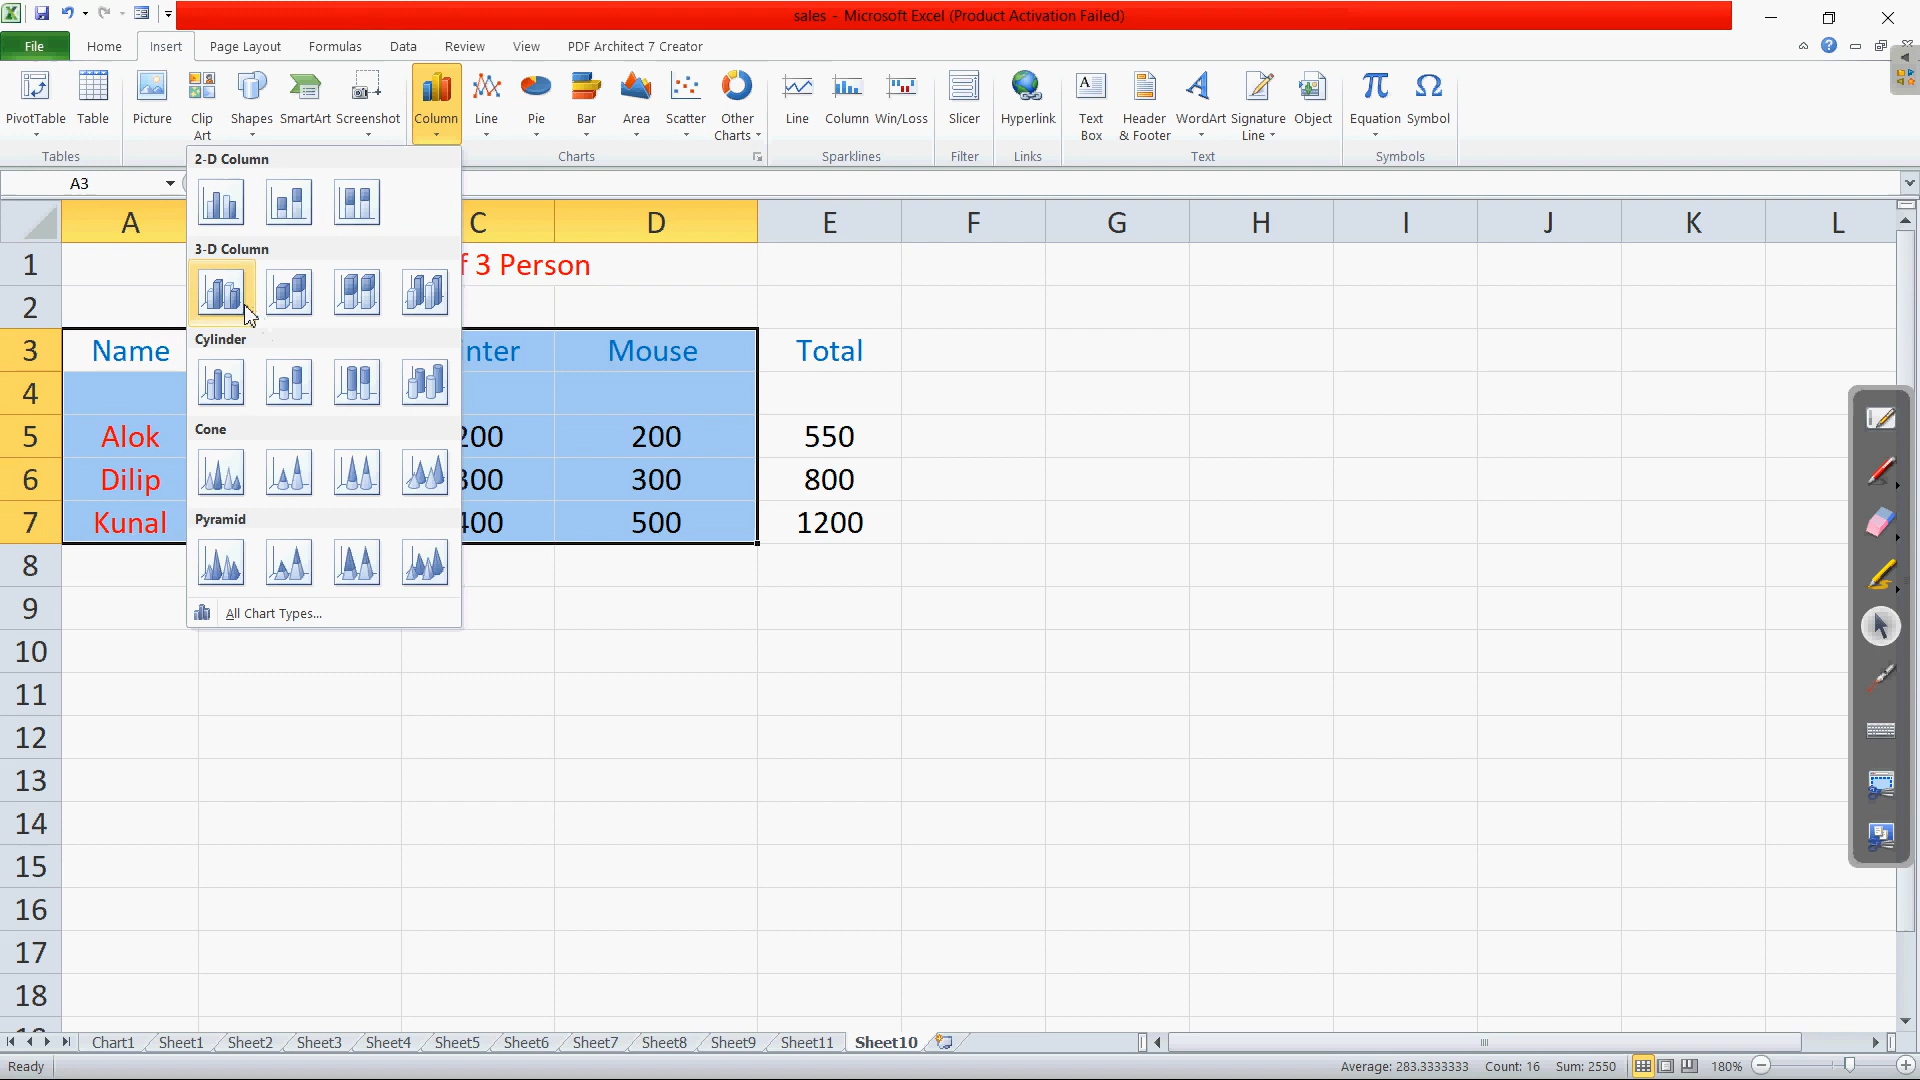 sales - Microsoft Excel (Product Activation Failed)
File Home Insert Page Layout Formulas Data Review View PDF Architect 7 Creator
PivotTable Table Picture Clip Art Shapes SmartArt Screenshot Column Line Pie Bar Area Scatter Other Charts Line Column Win/Loss Slicer Hyperlink Text Box Header & Footer WordArt Signature Line Object Equation Symbol
Tables Charts Sparklines Filter Links Text Symbols
A3
2-D Column
3-D Column
Cylinder
Cone
Pyramid
All Chart Types...
A C D E F G H I J K L
1 f 3 Person
2
3 Name nter Mouse Total
4
5 Alok 200 200 550
6 Dilip 300 300 800
7 Kunal 400 500 1200
8
9
10
11
12
13
14
15
16
17
18
Chart1 Sheet1 Sheet2 Sheet3 Sheet4 Sheet5 Sheet6 Sheet7 Sheet8 Sheet9 Sheet11 Sheet10
Ready Average: 283.3333333 Count: 16 Sum: 2550 180%